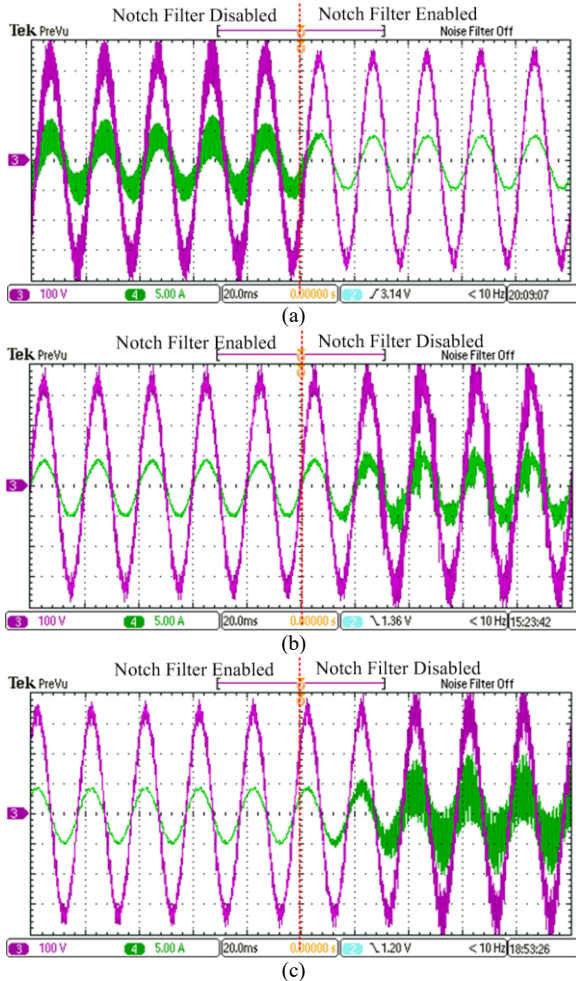 Notch Filter Disabled Notch Filter Enabled
Tek PreVu Noise Filter Off
3
3 100 V 4 5.00 A 20.0ms 0.00000 s 2 ʃ 3.14 V < 10 Hz 20:09:07
(a)
Notch Filter Enabled Notch Filter Disabled
Tek PreVu Noise Filter Off
3
3 100 V 4 5.00 A 20.0ms 0.00000 s 2 \ 1.36 V < 10 Hz 15:23:42
(b)
Notch Filter Enabled Notch Filter Disabled
Tek PreVu Noise Filter Off
3
3 100 V 4 5.00 A 20.0ms 0.00000 s 2 \ 1.20 V < 10 Hz 18:53:26
(c)